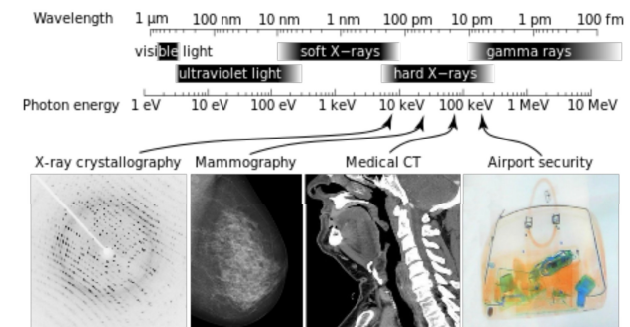 Wavelength 1 μm 100 nm 10 nm 1 nm 100 pm 10 pm 1 pm 100 fm
visible light soft X−rays gamma rays
ultraviolet light hard X−rays
Photon energy 1 eV 10 eV 100 eV 1 keV 10 keV 100 keV 1 MeV 10 MeV
X-ray crystallography Mammography Medical CT Airport security